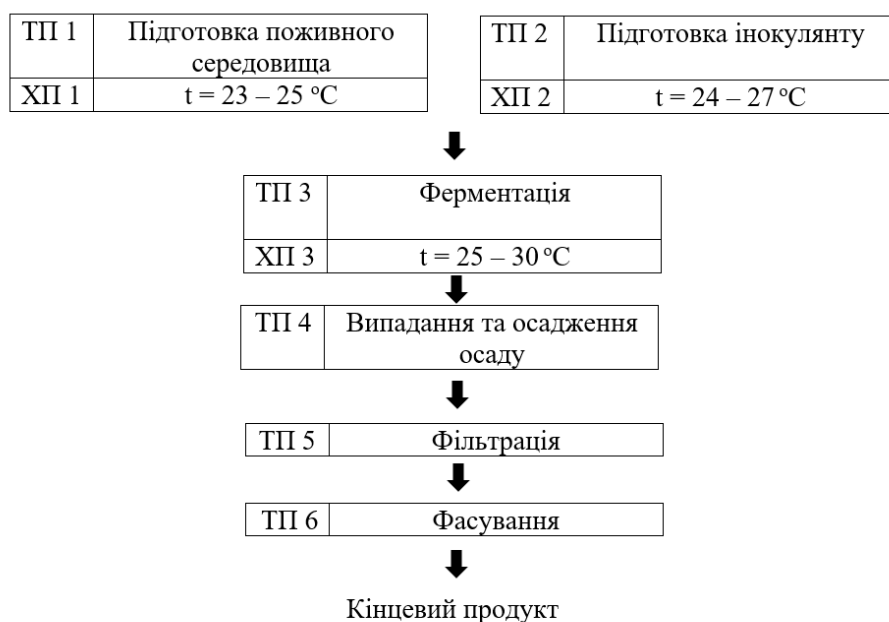 ТП 1 Підготовка поживного
середовища
ХП 1 t = 23 – 25 ºС
ТП 2 Підготовка інокулянту
ХП 2 t = 24 – 27 ºС
ТП 3 Ферментація
ХП 3 t = 25 – 30 ºС
ТП 4 Випадання та осадження
осаду
ТП 5 Фільтрація
ТП 6 Фасування
Кінцевий продукт